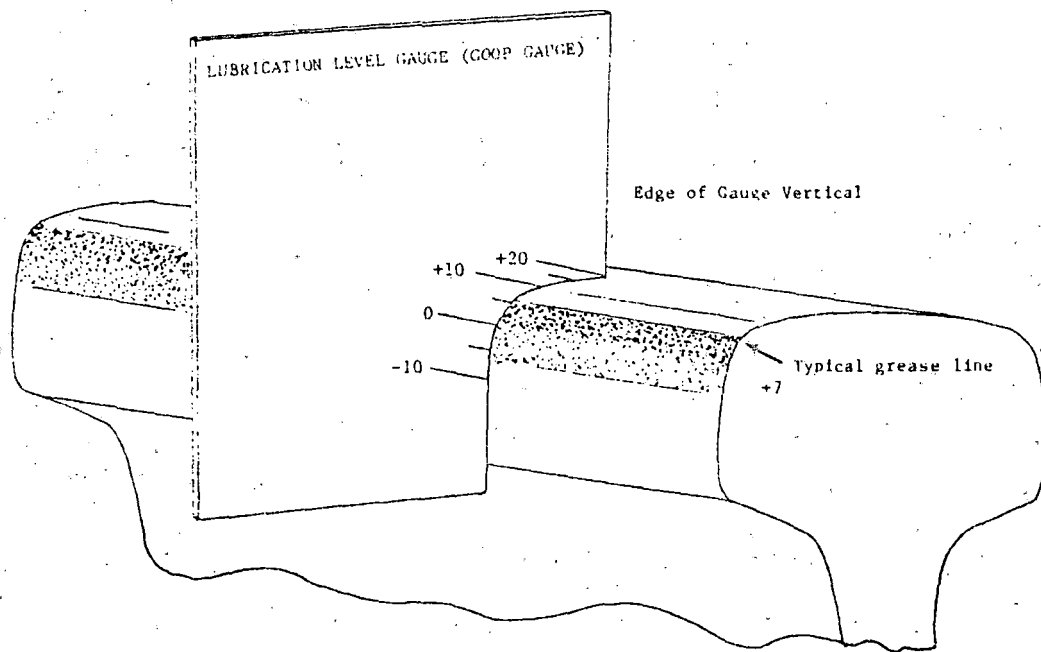 LUBRICATION LEVEL GAUGE (GOOP GAUGE)
Edge of Gauge Vertical
+20
+10
0
-10
Typical grease line
+7